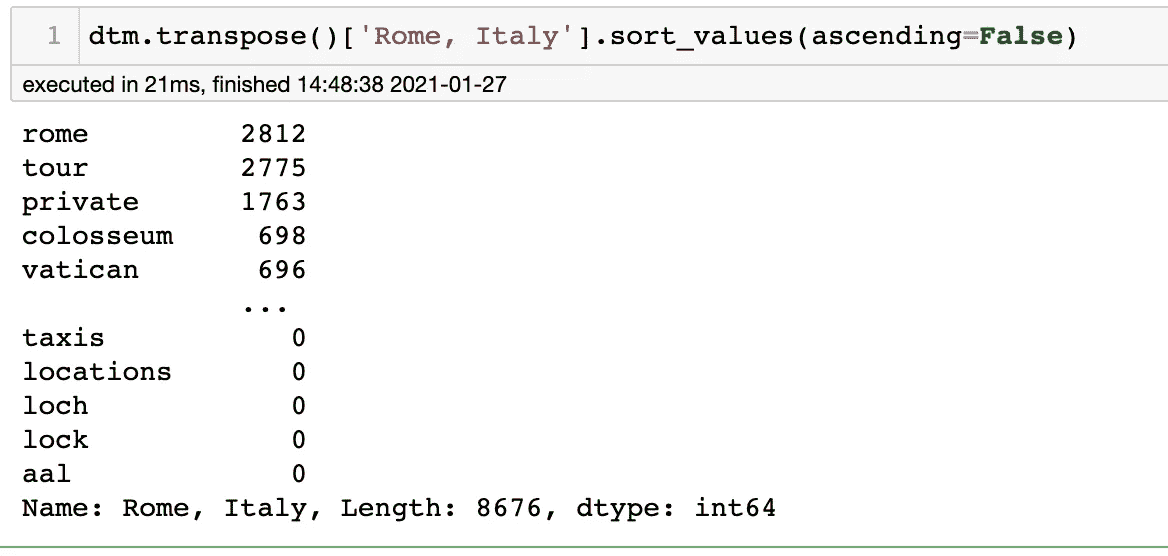 1 dtm.transpose()['Rome, Italy'].sort_values(ascending=False)
executed in 21ms, finished 14:48:38 2021-01-27
rome 2812
tour 2775
private 1763
colosseum 698
vatican 696
...
taxis 0
locations 0
loch 0
lock 0
aal 0
Name: Rome, Italy, Length: 8676, dtype: int64